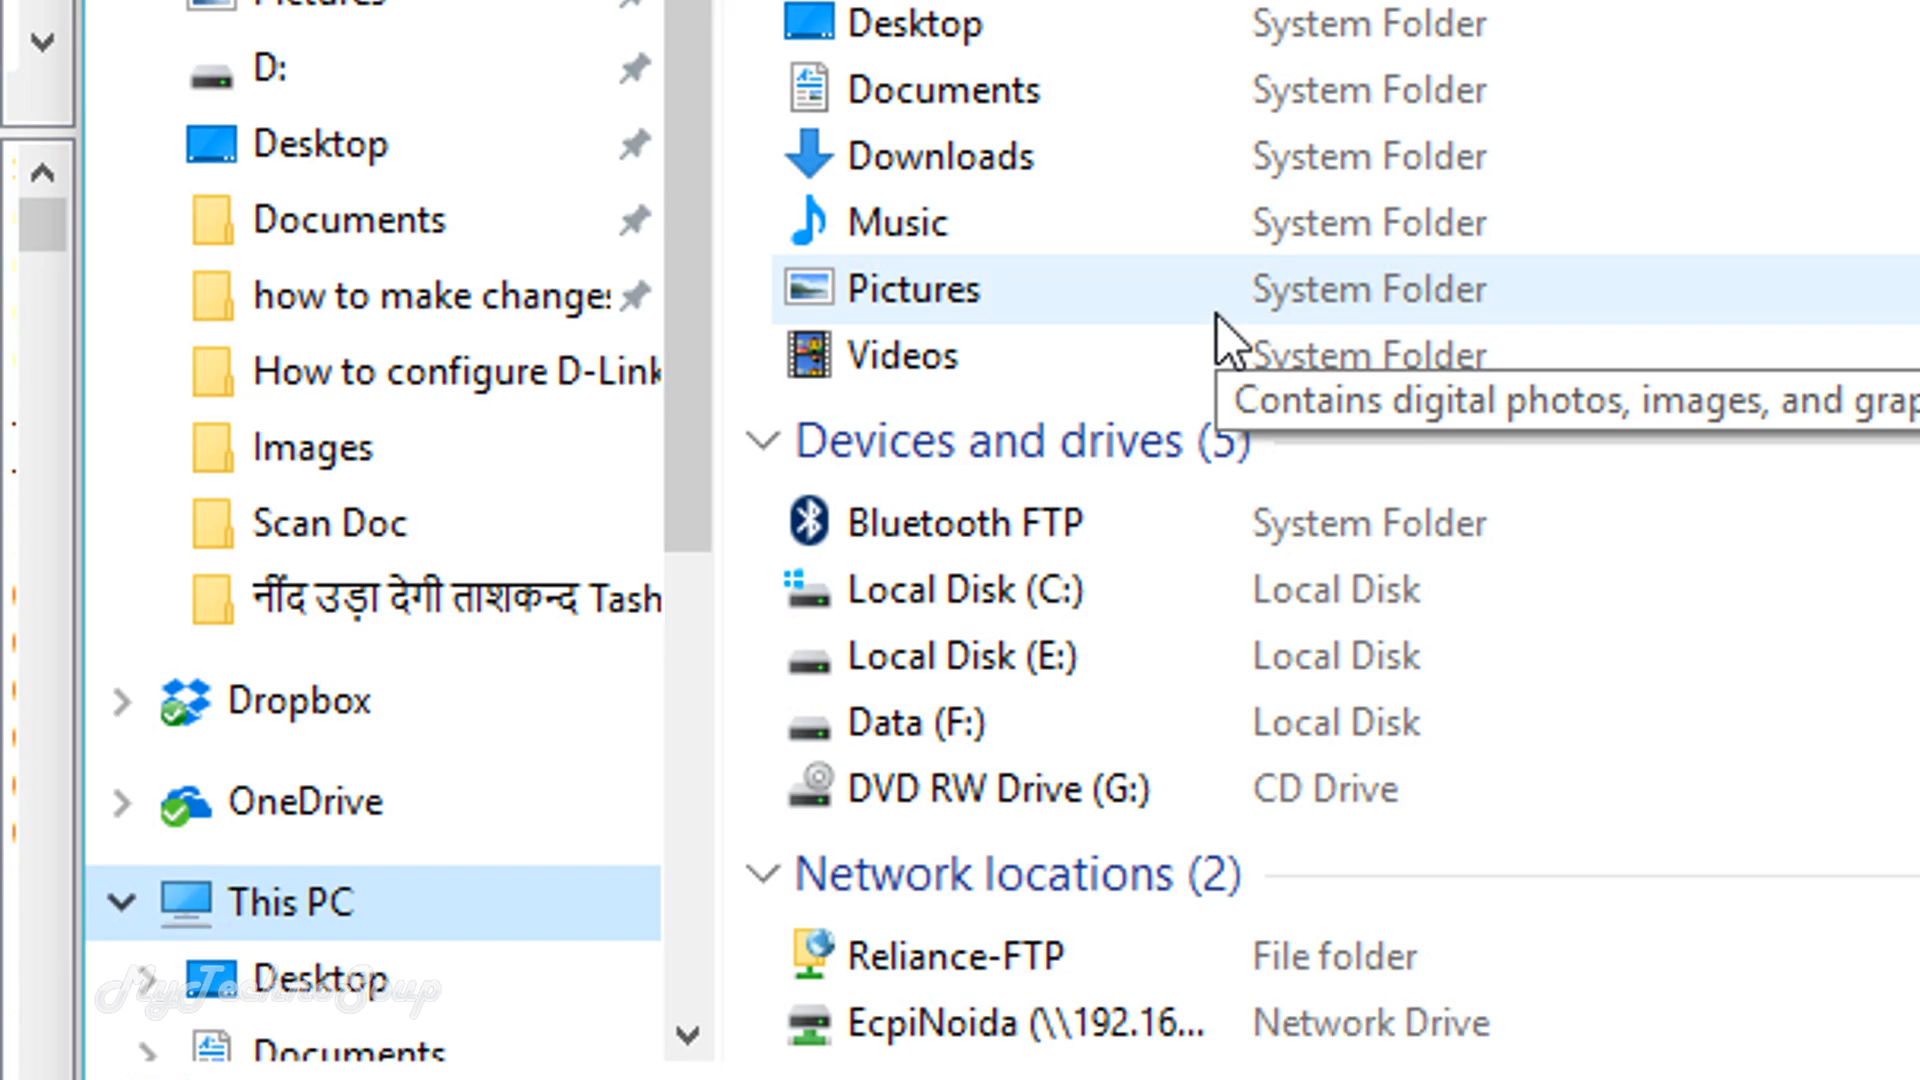 Pictures
D:
Desktop
Documents
how to make changes
How to configure D-Link
Images
Scan Doc
नींद उड़ा देगी ताशकन्द Tash
Dropbox
OneDrive
This PC
Desktop
Documents
MyTechnoSoup
Desktop System Folder
Documents System Folder
Downloads System Folder
Music System Folder
Pictures System Folder
Videos System Folder
Contains digital photos, images, and grap
Devices and drives (5)
Bluetooth FTP System Folder
Local Disk (C:) Local Disk
Local Disk (E:) Local Disk
Data (F:) Local Disk
DVD RW Drive (G:) CD Drive
Network locations (2)
Reliance-FTP File folder
EcpiNoida (\\192.16... Network Drive